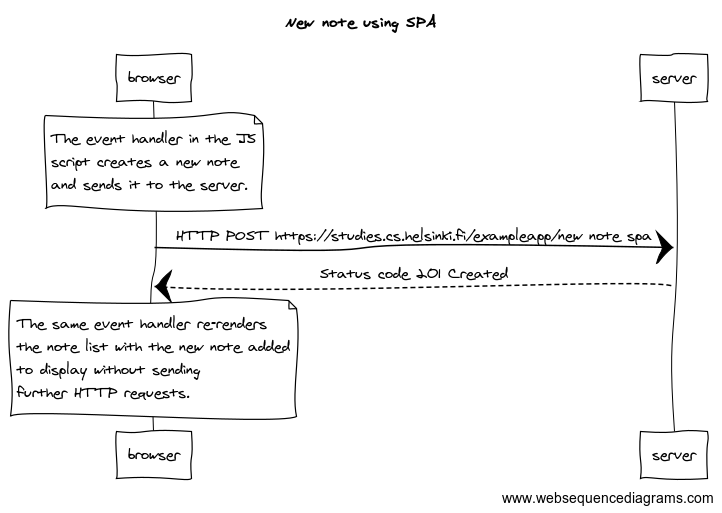 New note using SPA
browser
server
The event handler in the JS
script creates a new note
and sends it to the server.
HTTP POST https://studies.cs.helsinki.fi/exampleapp/new note spa
Status code 201 Created
The same event handler re-renders
the note list with the new note added
to display without sending
further HTTP requests.
browser
server
www.websequencediagrams.com